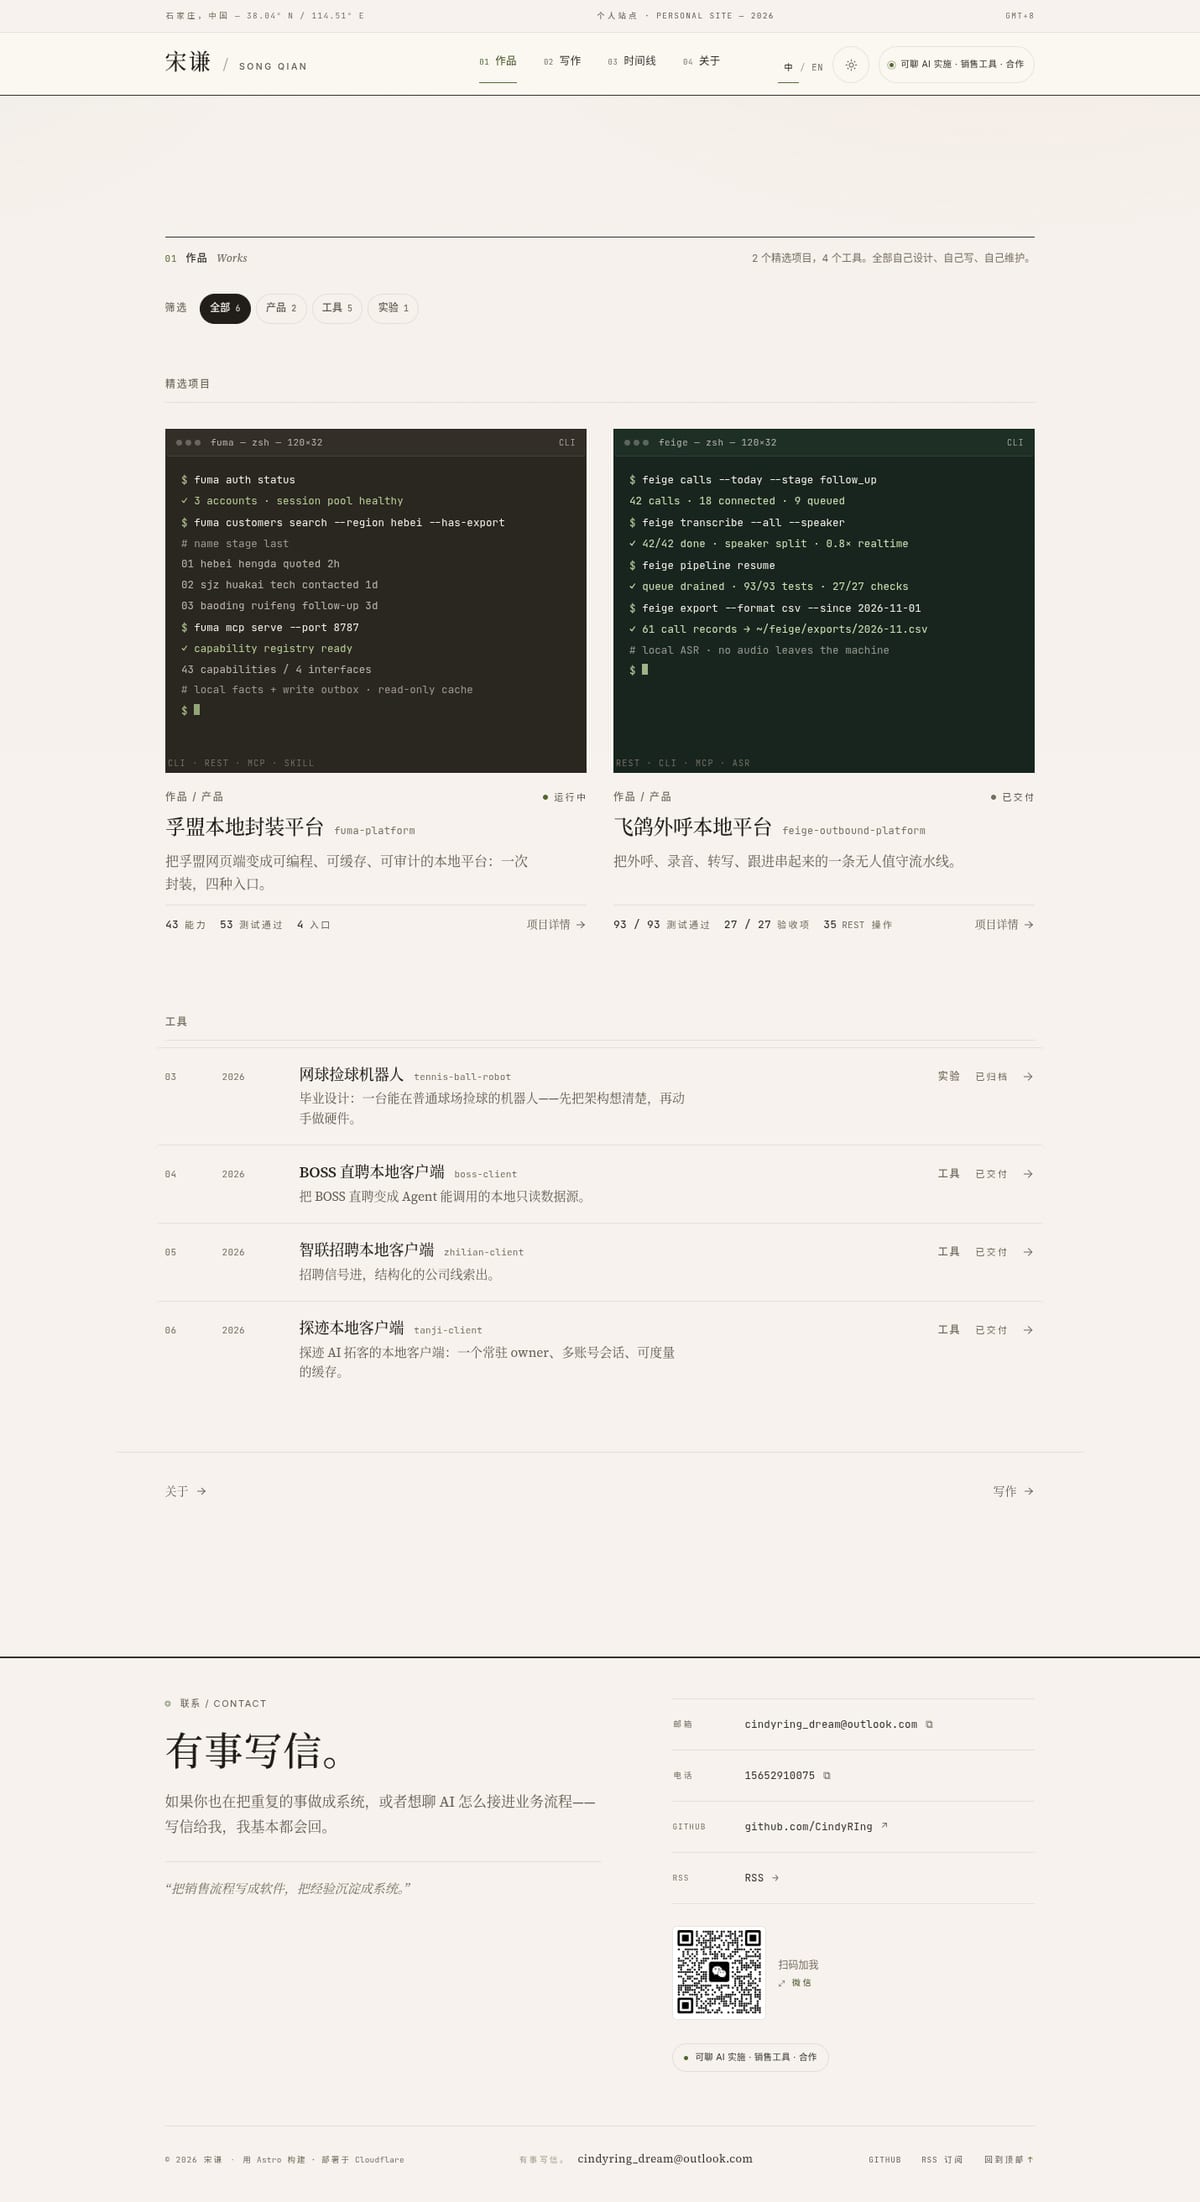 石家庄，中国 — 38.04° N / 114.51° E
个人站点 · PERSONAL SITE — 2026
GMT+8
宋谦 / SONG QIAN
01 作品
02 写作
03 时间线
04 关于
中 / EN
可聊 AI 实施 · 销售工具 · 合作
01 作品 Works
2 个精选项目，4 个工具。全部自己设计、自己写、自己维护。
筛选
全部 6
产品 2
工具 5
实验 1
精选项目
fuma — zsh — 120×32
CLI
$ fuma auth status
✓ 3 accounts · session pool healthy
$ fuma customers search --region hebei --has-export
# name stage last
01 hebei hengda quoted 2h
02 sjz huakai tech contacted 1d
03 baoding ruifeng follow-up 3d
$ fuma mcp serve --port 8787
✓ capability registry ready
43 capabilities / 4 interfaces
# local facts + write outbox · read-only cache
$
CLI · REST · MCP · SKILL
feige — zsh — 120×32
CLI
$ feige calls --today --stage follow_up
42 calls · 18 connected · 9 queued
$ feige transcribe --all --speaker
✓ 42/42 done · speaker split · 0.8× realtime
$ feige pipeline resume
✓ queue drained · 93/93 tests · 27/27 checks
$ feige export --format csv --since 2026-11-01
✓ 61 call records → ~/feige/exports/2026-11.csv
# local ASR · no audio leaves the machine
$
REST · CLI · MCP · ASR
作品 / 产品
运行中
孚盟本地封装平台 fuma-platform
把孚盟网页端变成可编程、可缓存、可审计的本地平台：一次
封装，四种入口。
43 能力 53 测试通过 4 入口
项目详情 →
作品 / 产品
已交付
飞鸽外呼本地平台 feige-outbound-platform
把外呼、录音、转写、跟进串起来的一条无人值守流水线。
93 / 93 测试通过 27 / 27 验收项 35 REST 操作
项目详情 →
工具
03 2026 网球捡球机器人 tennis-ball-robot 实验 已归档 →
毕业设计：一台能在普通球场捡球的机器人——先把架构想清楚，再动
手做硬件。
04 2026 BOSS 直聘本地客户端 boss-client 工具 已交付 →
把 BOSS 直聘变成 Agent 能调用的本地只读数据源。
05 2026 智联招聘本地客户端 zhilian-client 工具 已交付 →
招聘信号进，结构化的公司线索出。
06 2026 探迹本地客户端 tanji-client 工具 已交付 →
探迹 AI 拓客的本地客户端：一个常驻 owner、多账号会话、可度量
的缓存。
关于 →
写作 →
联系 / CONTACT
有事写信。
如果你也在把重复的事做成系统，或者想聊 AI 怎么接进业务流程——
写信给我，我基本都会回。
“把销售流程写成软件，把经验沉淀成系统。”
邮箱 cindyring_dream@outlook.com
电话 15652910075
GITHUB github.com/CindyRIng ↗
RSS RSS →
扫码加我
⤢ 微信
可聊 AI 实施 · 销售工具 · 合作
© 2026 宋谦 · 用 Astro 构建 · 部署于 Cloudflare
有事写信。 cindyring_dream@outlook.com
GITHUB
RSS 订阅
回到顶部 ↑